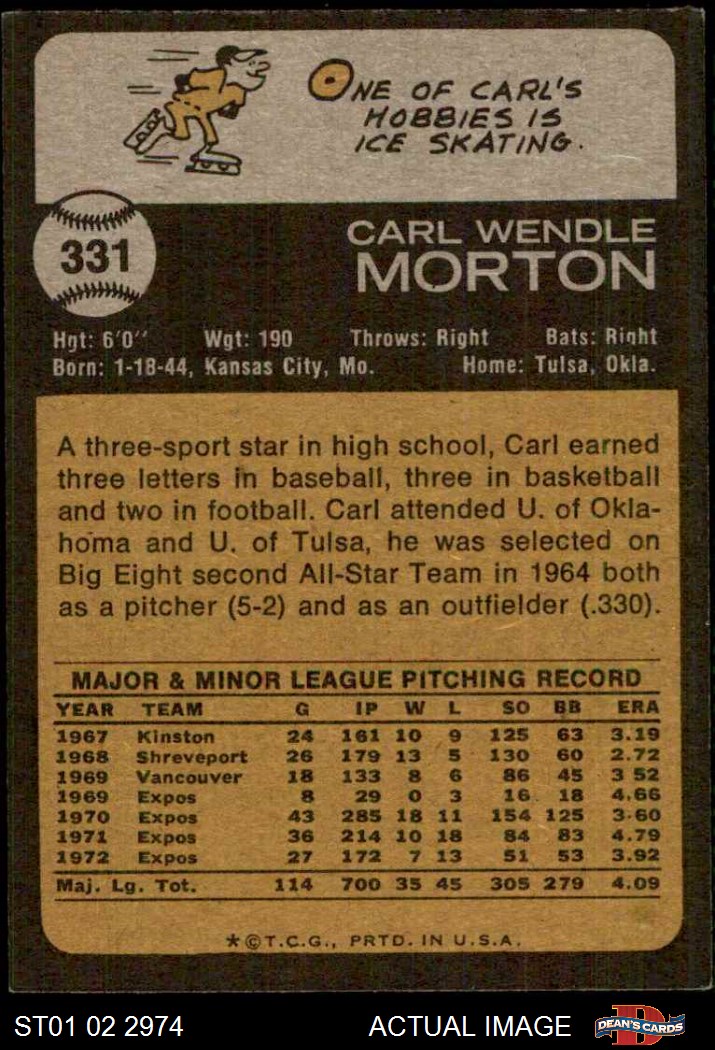 ONE OF CARL'S
HOBBIES IS
ICE SKATING.
331
CARL WENDLE
MORTON
Hgt: 6'0'' Wgt: 190 Throws: Right Bats: Right
Born: 1-18-44, Kansas City, Mo. Home: Tulsa, Okla.
A three-sport star in high school, Carl earned
three letters in baseball, three in basketball
and two in football. Carl attended U. of Okla-
homa and U. of Tulsa, he was selected on
Big Eight second All-Star Team in 1964 both
as a pitcher (5-2) and as an outfielder (.330).
MAJOR & MINOR LEAGUE PITCHING RECORD
YEAR TEAM G IP W L SO BB ERA
1967 Kinston 24 161 10 9 125 63 3.19
1968 Shreveport 26 179 13 5 130 60 2.72
1969 Vancouver 18 133 8 6 86 45 3 52
1969 Expos 8 29 0 3 16 18 4.66
1970 Expos 43 285 18 11 154 125 3.60
1971 Expos 36 214 10 18 84 83 4.79
1972 Expos 27 172 7 13 51 53 3.92
Maj. Lg. Tot. 114 700 35 45 305 279 4.09
*©T.C.G., PRTD. IN U.S.A.
ST01 02 2974 ACTUAL IMAGE
D
DEAN'S CARDS